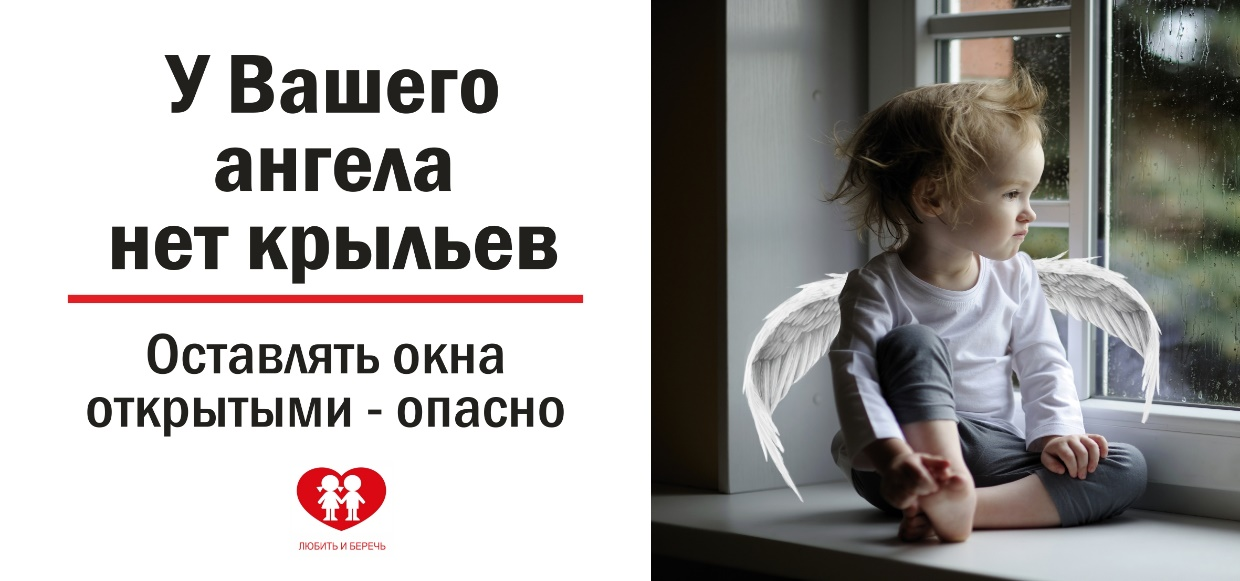 У Вашего
ангела
нет крыльев
Оставлять окна
открытыми - опасно
ЛЮБИТЬ И БЕРЕЧЬ